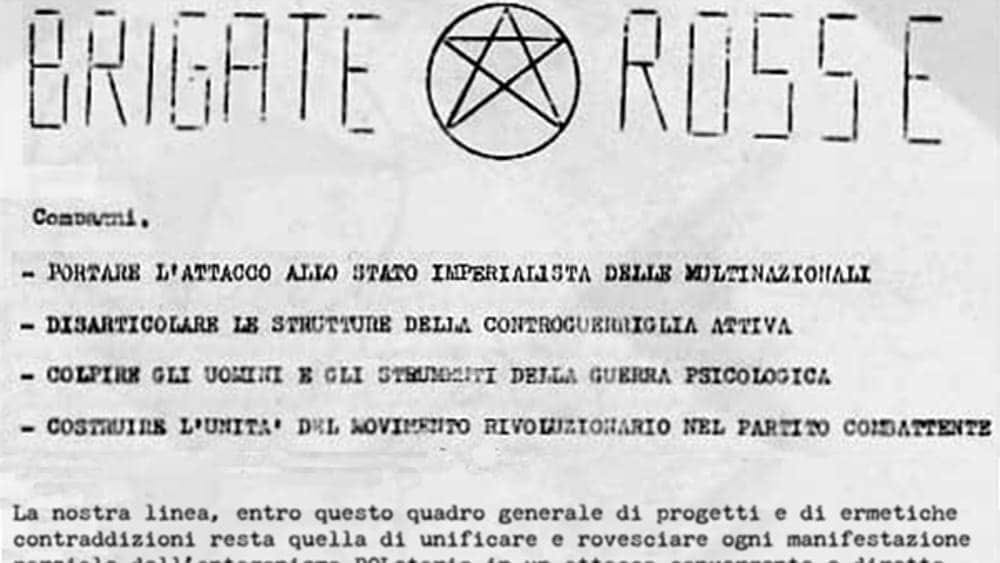 BRIGATE ROSSE
Compagni.
- PORTARE L'ATTACCO ALLO STATO IMPERIALISTA DELLE MULTINAZIONALI
- DISARTICOLARE LE STRUTTURE DELLA CONTROGUERRIGLIA ATTIVA
- COLPIRE GLI UOMINI E GLI STRUMENTI DELLA GUERRA PSICOLOGICA
- COSTRUIRE L'UNITA' DEL MOVIMENTO RIVOLUZIONARIO NEL PARTITO COMBATTENTE
La nostra linea, entro questo quadro generale di progetti e di ermetiche
contraddizioni resta quella di unificare e rovesciare ogni manifestazione